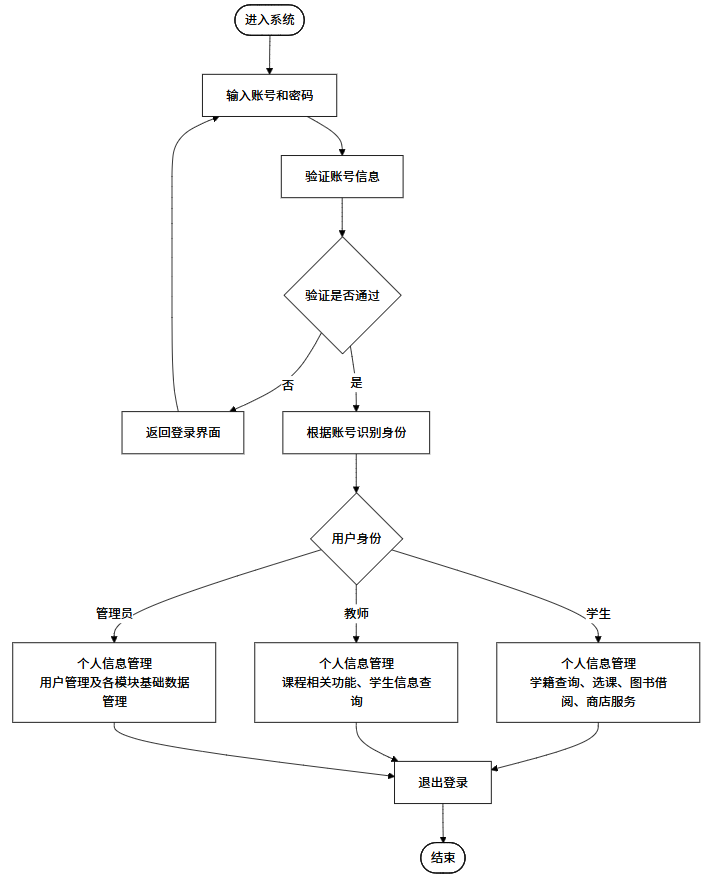 进入系统
输入账号和密码
验证账号信息
验证是否通过
否
是
返回登录界面
根据账号识别身份
用户身份
管理员
教师
学生
个人信息管理
用户管理及各模块基础数据
管理
个人信息管理
课程相关功能、学生信息查
询
个人信息管理
学籍查询、选课、图书借
阅、商店服务
退出登录
结束